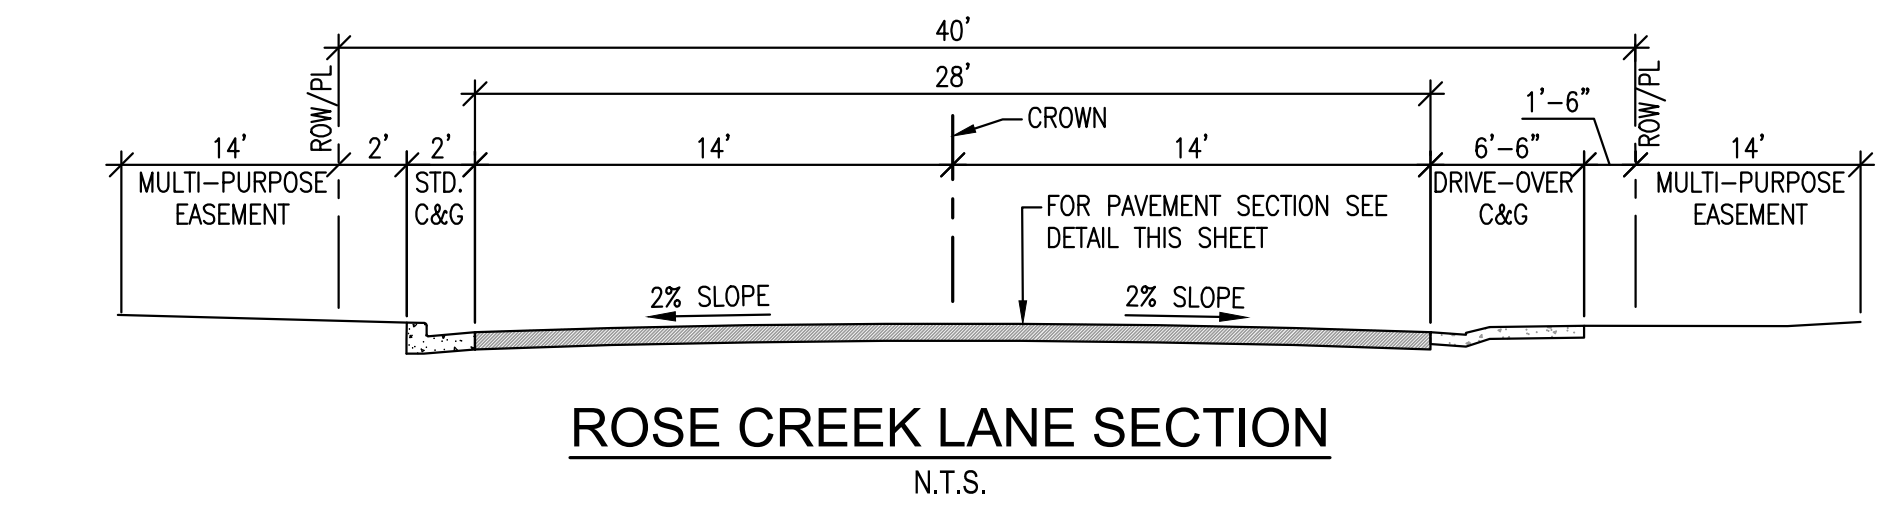 40'
28'
ROW/PL
CROWN
1'-6"
ROW/PL
14'
2'
2'
14'
14'
6'-6"
14'
MULTI-PURPOSE
EASEMENT
STD.
C&G
DRIVE-OVER
C&G
MULTI-PURPOSE
EASEMENT
FOR PAVEMENT SECTION SEE
DETAIL THIS SHEET
2% SLOPE
2% SLOPE
ROSE CREEK LANE SECTION
N.T.S.